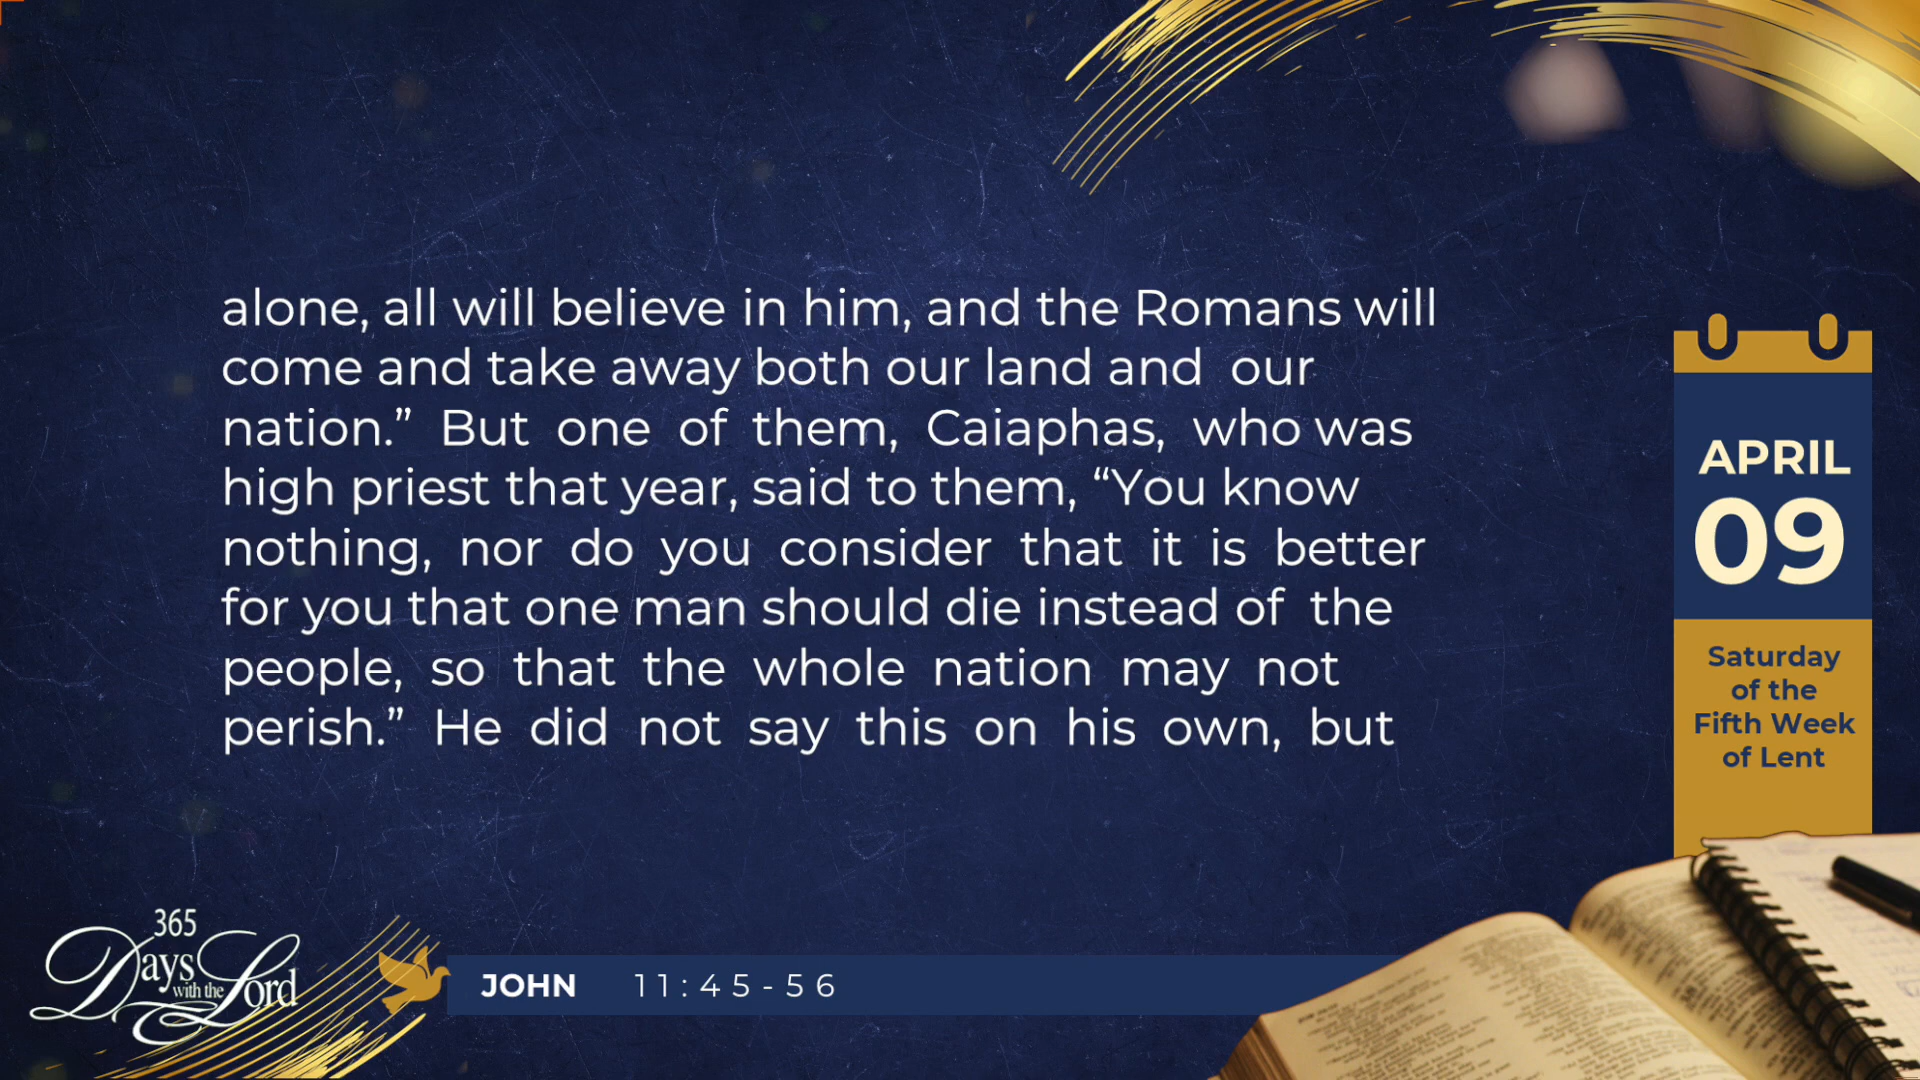 alone, all will believe in him, and the Romans will
come and take away both our land and our
nation.” But one of them, Caiaphas, who was
high priest that year, said to them, “You know
nothing, nor do you consider that it is better
for you that one man should die instead of the
people, so that the whole nation may not
perish.” He did not say this on his own, but
APRIL
09
Saturday
of the
Fifth Week
of Lent
365
Days
with the
Lord
JOHN 11:45-56